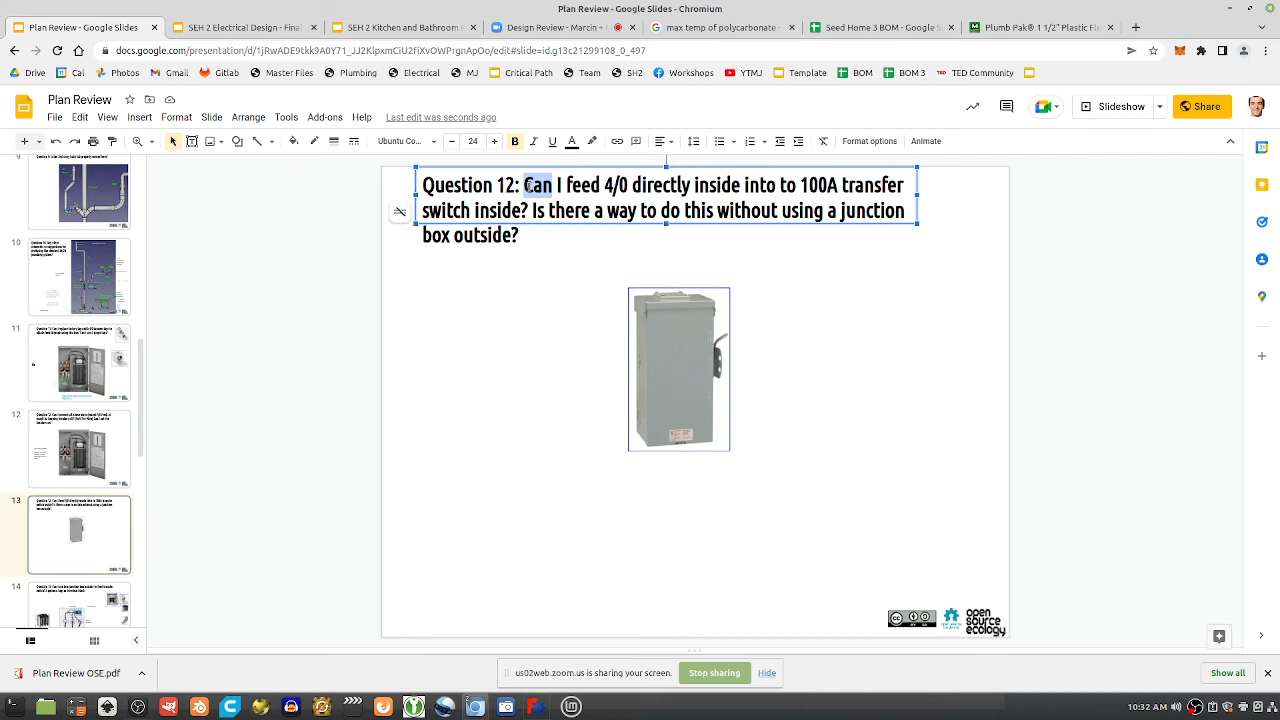 Plan Review - Google Slides - Chromium
Plan Review - Google Slides
SEH 2 Electrical Design
SEH 2 Kitchen and Bathroom
Design Review - Marcin +
max temp of polycarbonate -
Seed Home 3 BOM - Google S
Plumb Pak® 1 1/2" Plastic Fle
docs.google.com/presentation/d/1jRwADE9Lkk9A0Y71_JJ2KlpxmCiU2fiXvOWPrgnApOo/edit#slide=id.g13c21299108_0_497
Drive
Cal
Photos
Gmail
Gitlab
Master Files
Plumbing
Electrical
MJ
Critical Path
Team
SH2
Workshops
YTMJ
Template
BOM
BOM 3
TED Community
Plan Review
File Edit View Insert Format Slide Arrange Tools Add-ons Help
Last edit was seconds ago
Slideshow
Share
Ubuntu Co...
24
Format options
Animate
Question 12: Can I feed 4/0 directly inside into to 100A transfer
switch inside? Is there a way to do this without using a junction
box outside?
open
source
ecology
9
10
11
12
13
14
Plan Review OSE.pdf
us02web.zoom.us is sharing your screen.
Stop sharing
Hide
Show all
10:32 AM